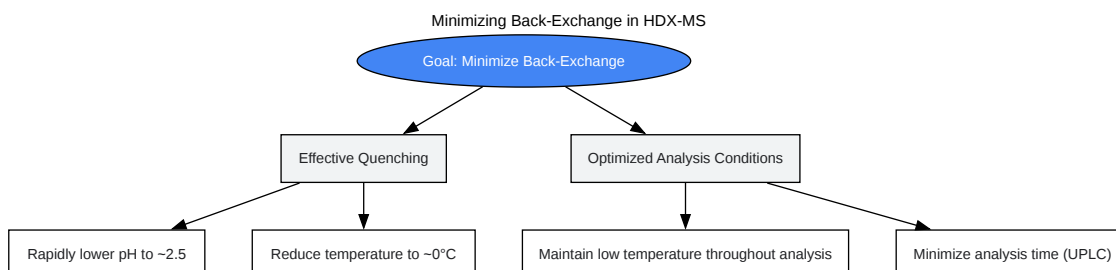 Minimizing Back-Exchange in HDX-MS
Goal: Minimize Back-Exchange
Effective Quenching
Optimized Analysis Conditions
Rapidly lower pH to ~2.5
Reduce temperature to ~0°C
Maintain low temperature throughout analysis
Minimize analysis time (UPLC)